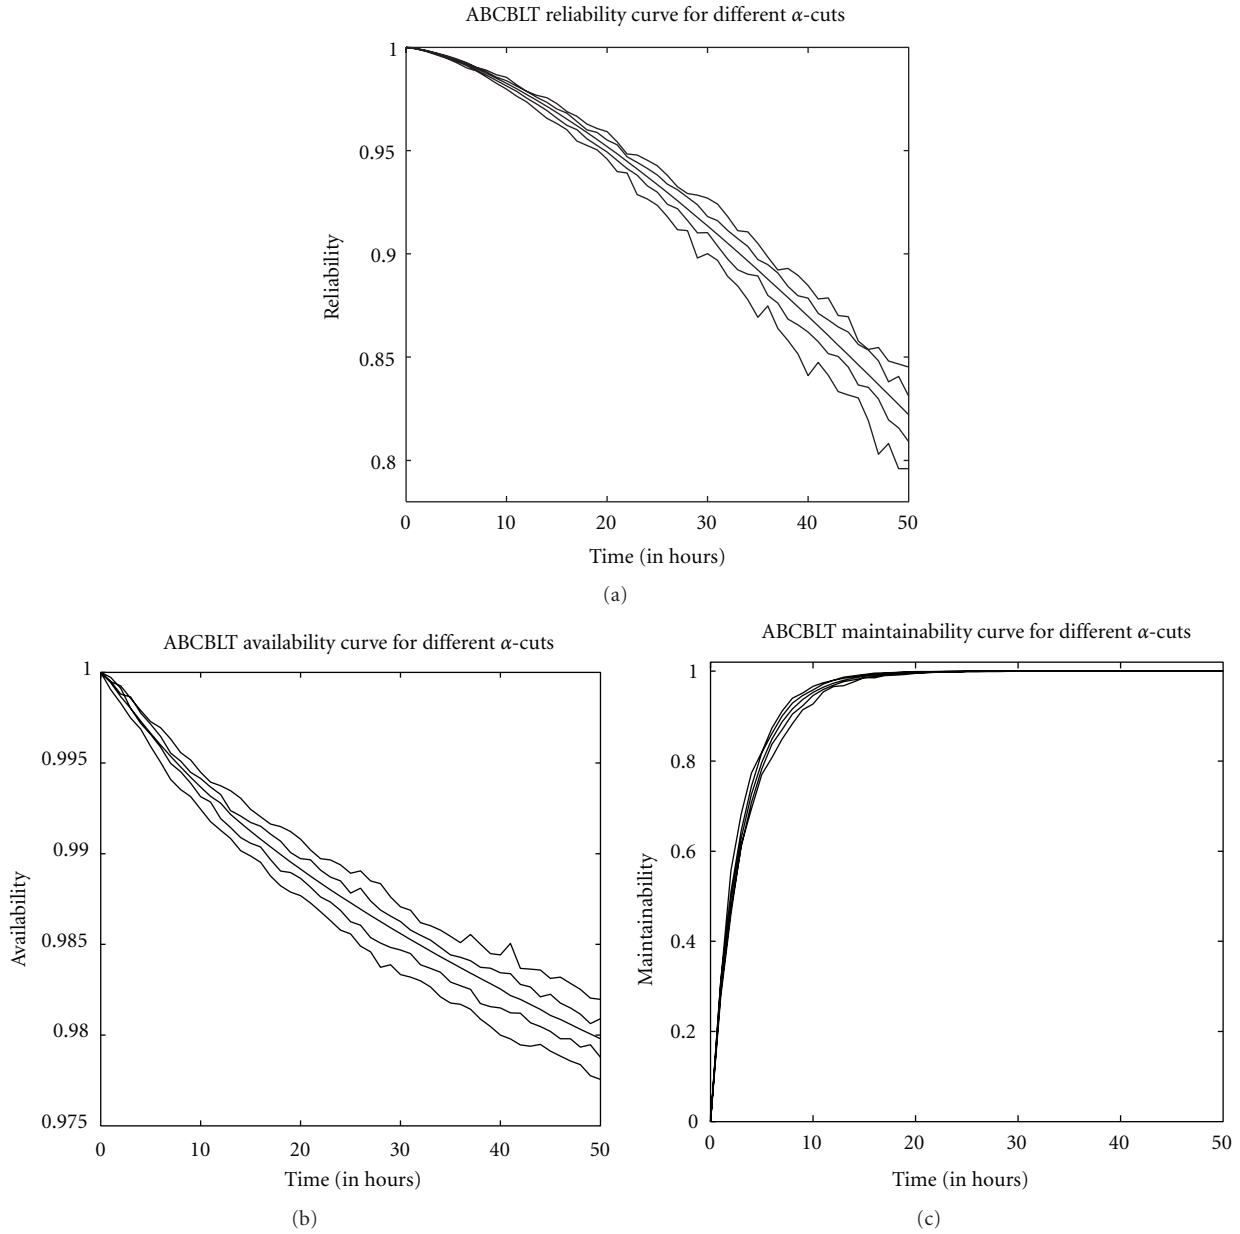 ABCBLT reliability curve for different α-cuts
1
0.95
0.9
0.85
0.8
Reliability
0 10 20 30 40 50
Time (in hours)
(a)
ABCBLT availability curve for different α-cuts
1
0.995
0.99
0.985
0.98
0.975
Availability
0 10 20 30 40 50
Time (in hours)
(b)
ABCBLT maintainability curve for different α-cuts
1
0.8
0.6
0.4
0.2
0
Maintainability
0 10 20 30 40 50
Time (in hours)
(c)